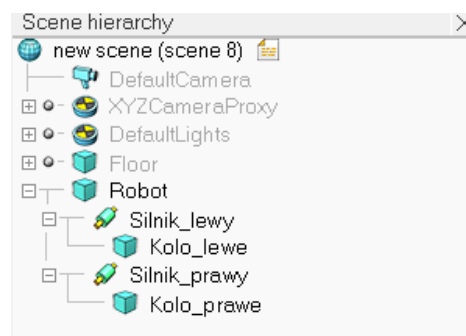 Scene hierarchy
new scene (scene 8)
DefaultCamera
XYZCameraProxy
DefaultLights
Floor
Robot
Silnik_lewy
Kolo_lewe
Silnik_prawy
Kolo_prawe